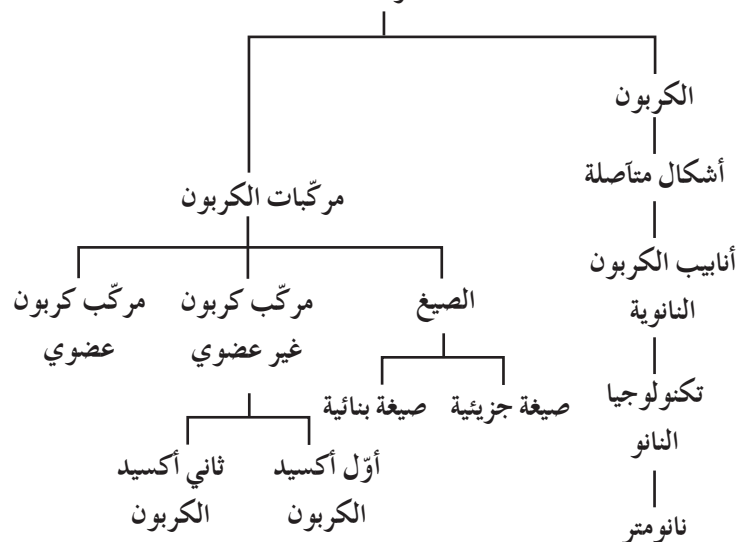 الكربون
أشكال متآصلة
مركّبات الكربون
أنابيب الكربون
النانوية
الصيغ
مركّب كربون
غير عضوي
مركّب كربون
عضوي
تكنولوجيا
النانو
صيغة جزيئية
صيغة بنائية
أوّل أكسيد
الكربون
ثاني أكسيد
الكربون
نانومتر